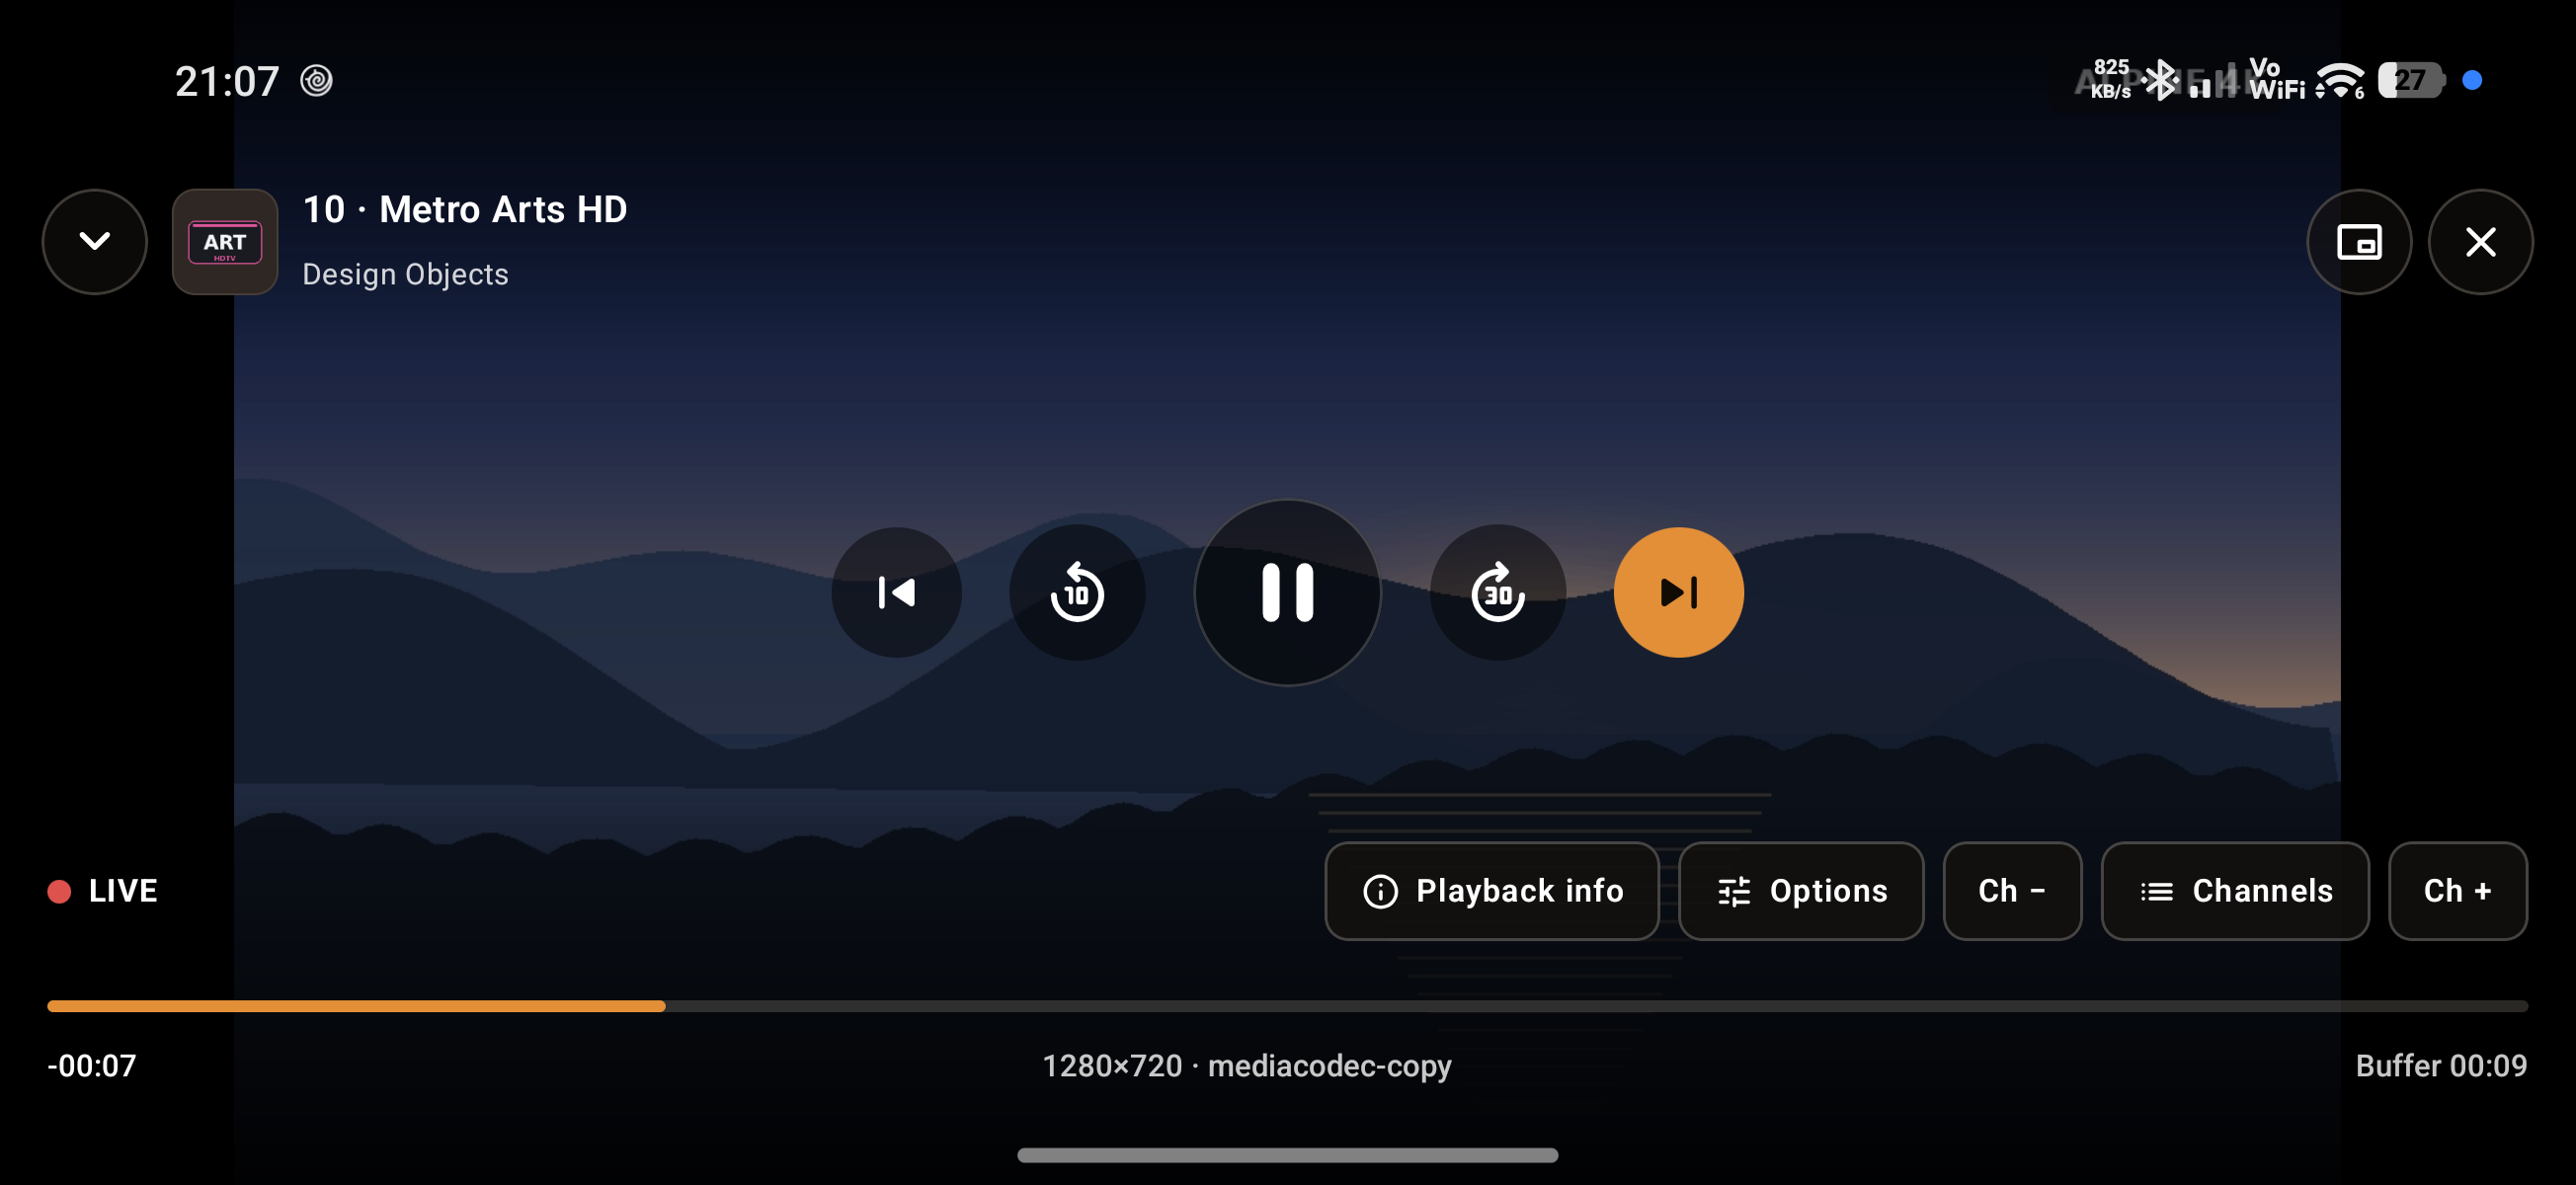 21:07
825 KB/s
Vo WiFi 6
27
10 · Metro Arts HD
ART
HDTV
Design Objects
10
30
LIVE
Playback info
Options
Ch −
Channels
Ch +
-00:07
1280×720 · mediacodec-copy
Buffer 00:09